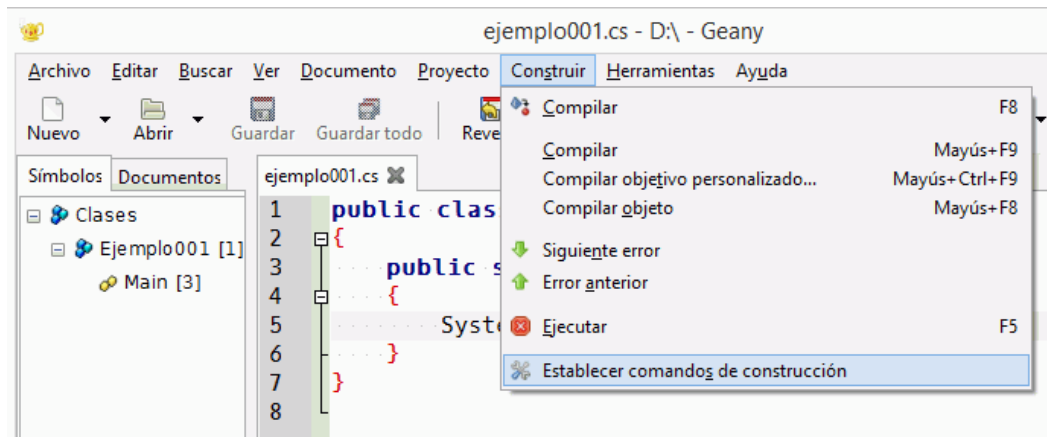 ejemplo001.cs - D:\ - Geany
Archivo Editar Buscar Ver Documento Proyecto Construir Herramientas Ayuda
Nuevo Abrir Guardar Guardar todo Reve
Compilar F8
Compilar Mayús+F9
Compilar objetivo personalizado... Mayús+Ctrl+F9
Compilar objeto Mayús+F8
Siguiente error
Error anterior
Ejecutar F5
Establecer comandos de construcción
Símbolos Documentos
Clases
Ejemplo001 [1]
Main [3]
ejemplo001.cs
1 public clas
2 {
3 public s
4 {
5 Syste
6 }
7 }
8